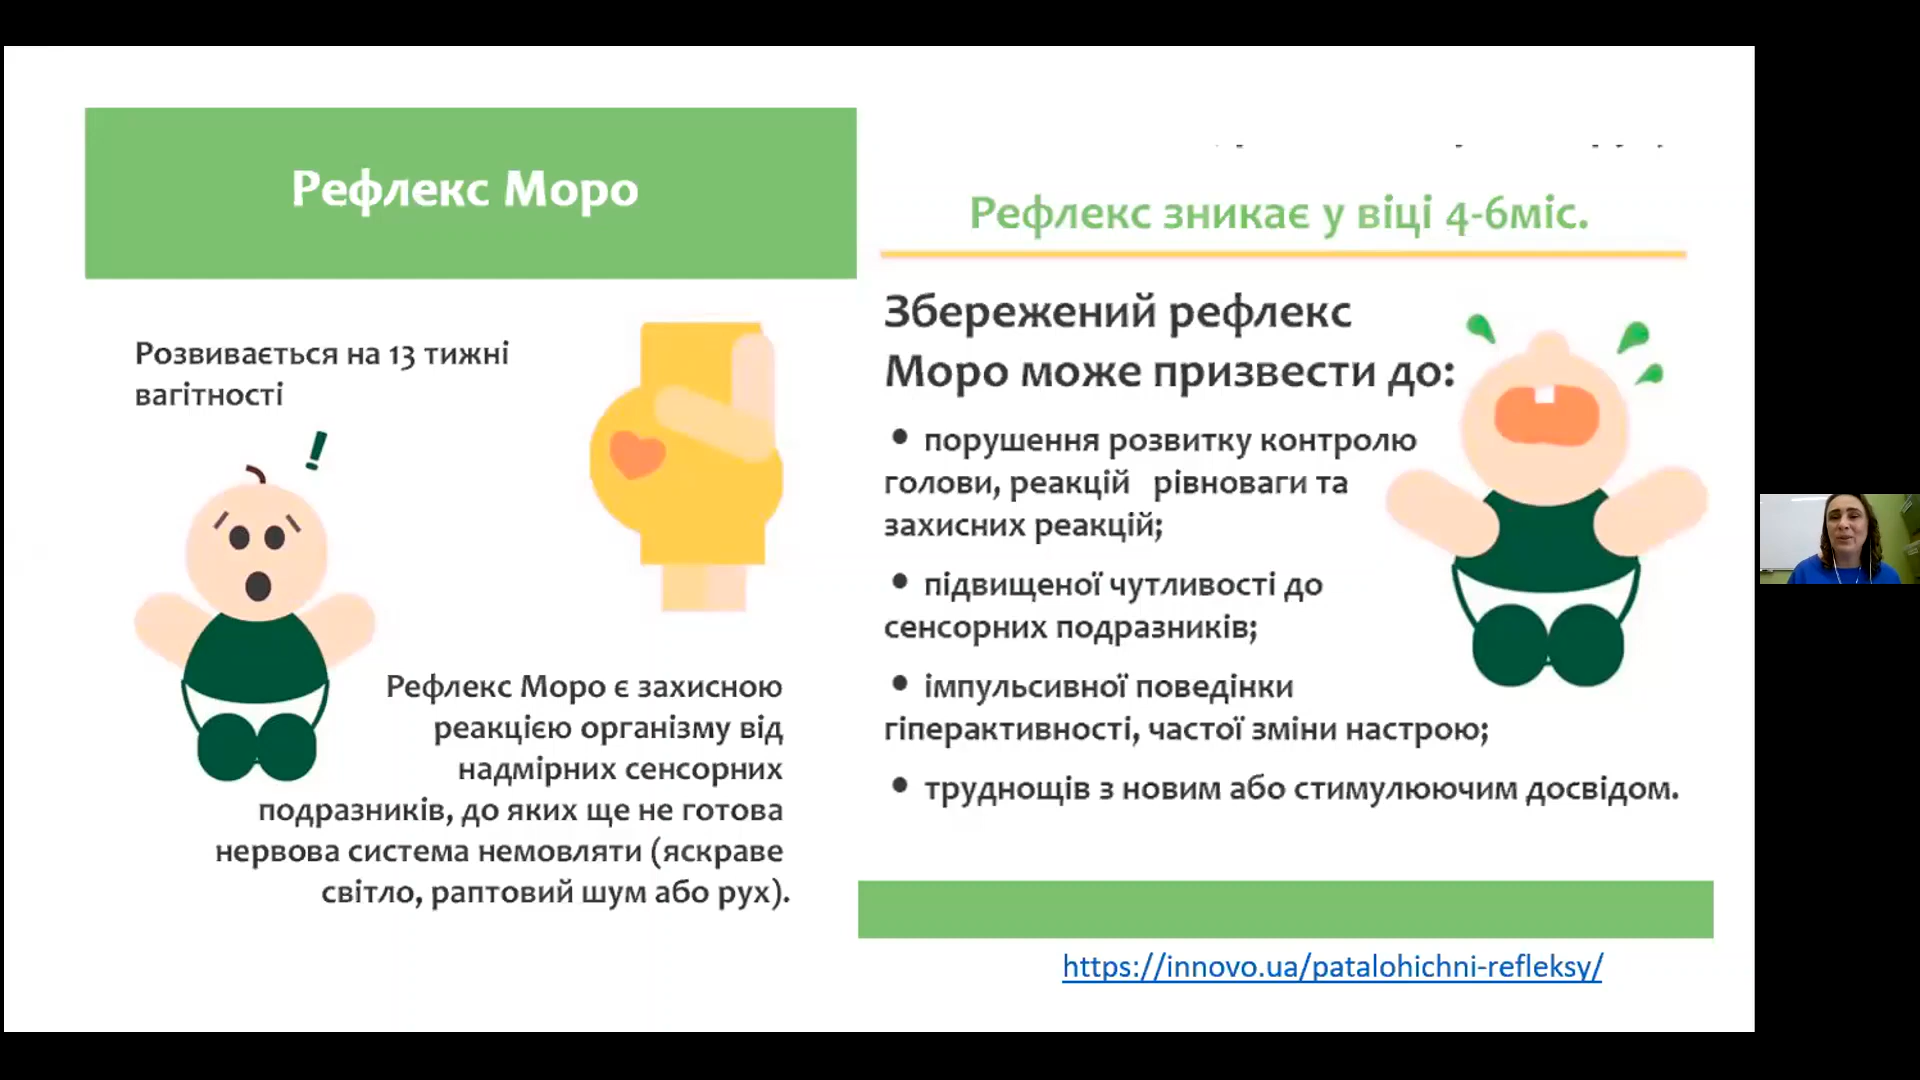 Рефлекс Моро
Розвивається на 13 тижні
вагітності
!
Рефлекс Моро є захисною
реакцією організму від
надмірних сенсорних
подразників, до яких ще не готова
нервова система немовляти (яскраве
світло, раптовий шум або рух).
Рефлекс зникає у віці 4-6міс.
Збережений рефлекс
Моро може призвести до:
• порушення розвитку контролю
голови, реакцій рівноваги та
захисних реакцій;
• підвищеної чутливості до
сенсорних подразників;
• імпульсивної поведінки
гіперактивності, частої зміни настрою;
• труднощів з новим або стимулюючим досвідом.
https://innovo.ua/patalohichni-refleksy/